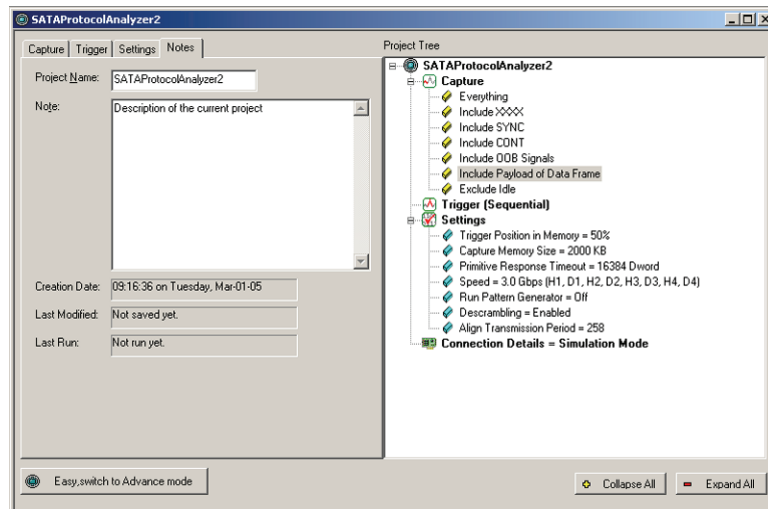 SATAProtocolAnalyzer2
Capture Trigger Settings Notes
Project Name: SATAProtocolAnalyzer2
Note: Description of the current project
Creation Date: 09:16:36 on Tuesday, Mar-01-05
Last Modified: Not saved yet.
Last Run: Not run yet.
Easy,switch to Advance mode
Project Tree
SATAProtocolAnalyzer2
Capture
Everything
Include XXXX
Include SYNC
Include CONT
Include OOB Signals
Include Payload of Data Frame
Exclude Idle
Trigger (Sequential)
Settings
Trigger Position in Memory = 50%
Capture Memory Size = 2000 KB
Primitive Response Timeout = 16384 Dword
Speed = 3.0 Gbps (H1, D1, H2, D2, H3, D3, H4, D4)
Run Pattern Generator = Off
Descrambling = Enabled
Align Transmission Period = 258
Connection Details = Simulation Mode
Collapse All Expand All